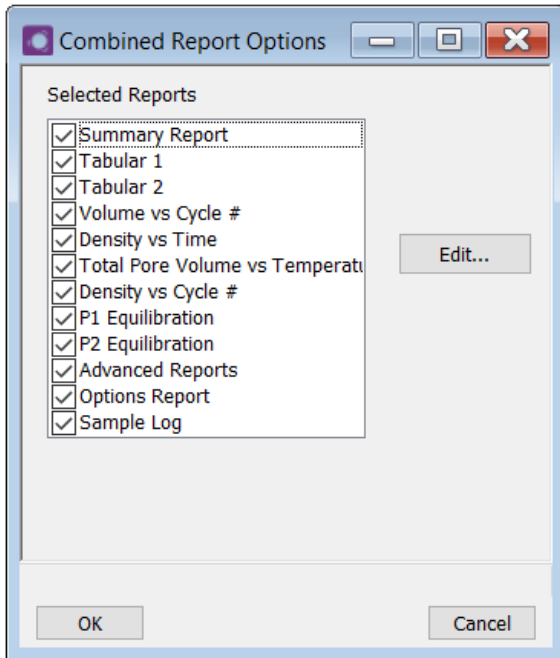 Combined Report Options
Selected Reports
Summary Report
Tabular 1
Tabular 2
Volume vs Cycle #
Density vs Time
Total Pore Volume vs Temperatu
Density vs Cycle #
P1 Equilibration
P2 Equilibration
Advanced Reports
Options Report
Sample Log
Edit...
OK
Cancel